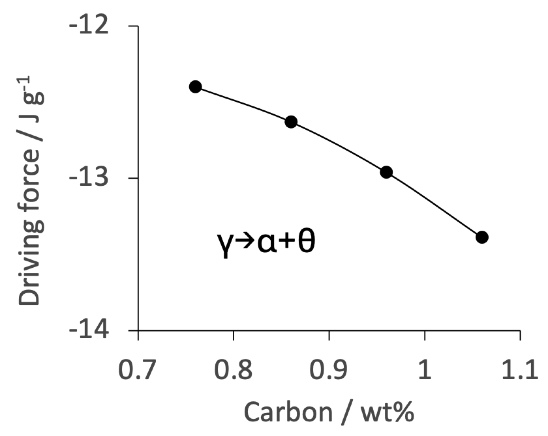 -12
-13
-14
Driving force / J g⁻¹
γ→α+θ
0.7 0.8 0.9 1 1.1
Carbon / wt%